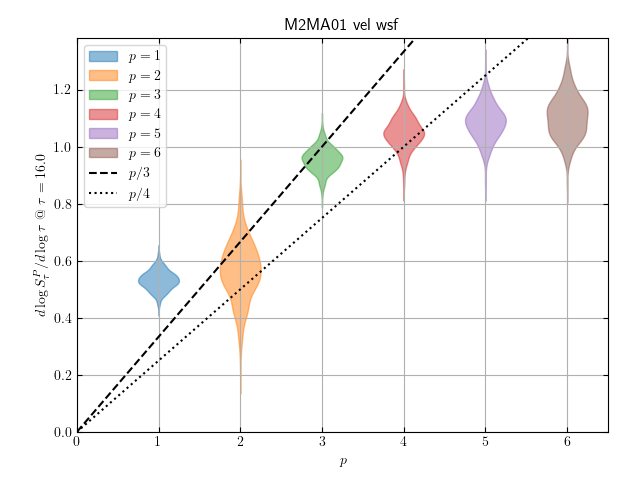 M2MA01 vel wsf
p = 1
p = 2
p = 3
p = 4
p = 5
p = 6
p/3
p/4
d log S_τ^P / d log τ @ τ = 16.0
1.2
1.0
0.8
0.6
0.4
0.2
0.0
0 1 2 3 4 5 6
p